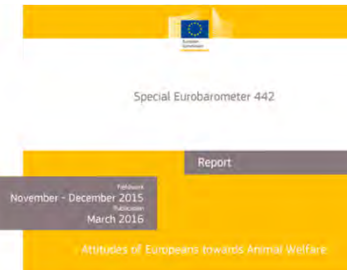 European
Commission
Special Eurobarometer 442
Report
Fieldwork
November - December 2015
Publication
March 2016
Attitudes of Europeans towards Animal Welfare